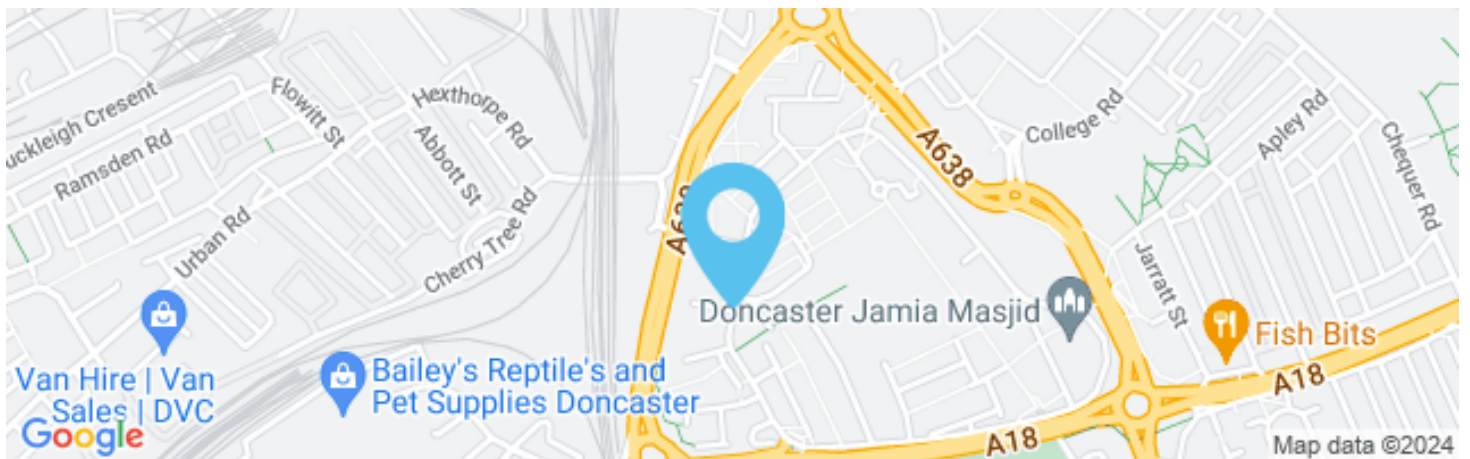 uckleigh Cresent
Ramsden Rd
Flowitt St
Hexthorpe Rd
Abbott St
Urban Rd
Cherry Tree Rd
A638
College Rd
Apley Rd
Chequer Rd
Jarratt St
Doncaster Jamia Masjid
Fish Bits
A18
A18
Van Hire | Van
Sales | DVC
Bailey's Reptile's and
Pet Supplies Doncaster
Google
Map data ©2024